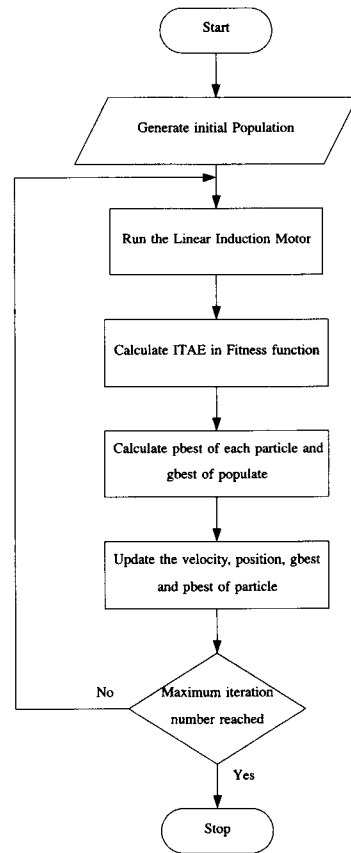 Start
Generate initial Population
Run the Linear Induction Motor
Calculate ITAE in Fitness function
Calculate pbest of each particle and
gbest of populate
Update the velocity, position, gbest
and pbest of particle
No
Maximum iteration
number reached
Yes
Stop